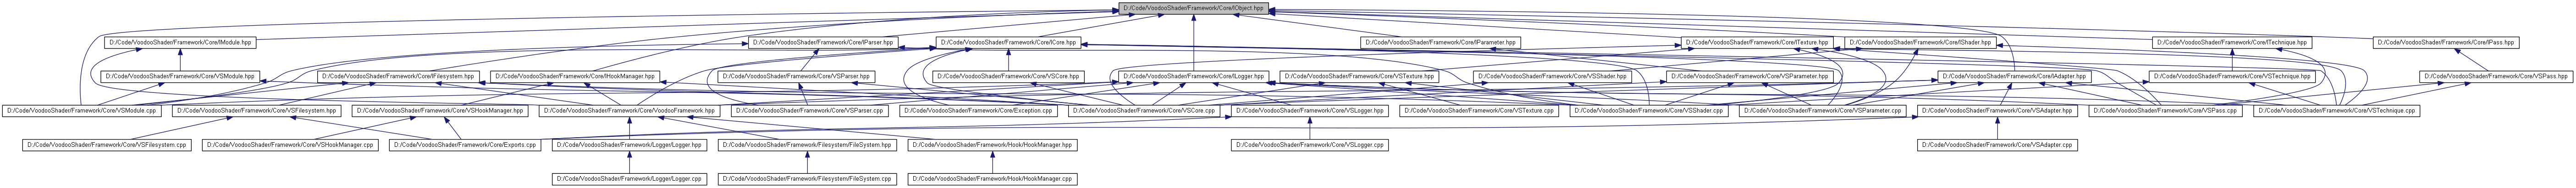 D:/Code/VoodooShader/Framework/Core/IObject.hpp
D:/Code/VoodooShader/Framework/Core/IModule.hpp
D:/Code/VoodooShader/Framework/Core/IParser.hpp
D:/Code/VoodooShader/Framework/Core/ICore.hpp
D:/Code/VoodooShader/Framework/Core/IParameter.hpp
D:/Code/VoodooShader/Framework/Core/ITexture.hpp
D:/Code/VoodooShader/Framework/Core/IShader.hpp
D:/Code/VoodooShader/Framework/Core/ITechnique.hpp
D:/Code/VoodooShader/Framework/Core/IPass.hpp
D:/Code/VoodooShader/Framework/Core/VSModule.hpp
D:/Code/VoodooShader/Framework/Core/IFilesystem.hpp
D:/Code/VoodooShader/Framework/Core/IHookManager.hpp
D:/Code/VoodooShader/Framework/Core/VSParser.hpp
D:/Code/VoodooShader/Framework/Core/VSCore.hpp
D:/Code/VoodooShader/Framework/Core/ILogger.hpp
D:/Code/VoodooShader/Framework/Core/VSTexture.hpp
D:/Code/VoodooShader/Framework/Core/VSShader.hpp
D:/Code/VoodooShader/Framework/Core/VSParameter.hpp
D:/Code/VoodooShader/Framework/Core/IAdapter.hpp
D:/Code/VoodooShader/Framework/Core/VSTechnique.hpp
D:/Code/VoodooShader/Framework/Core/VSPass.hpp
D:/Code/VoodooShader/Framework/Core/VSModule.cpp
D:/Code/VoodooShader/Framework/Core/VSFilesystem.hpp
D:/Code/VoodooShader/Framework/Core/VSHookManager.hpp
D:/Code/VoodooShader/Framework/Core/VoodooFramework.hpp
D:/Code/VoodooShader/Framework/Core/VSParser.cpp
D:/Code/VoodooShader/Framework/Core/Exception.cpp
D:/Code/VoodooShader/Framework/Core/VSCore.cpp
D:/Code/VoodooShader/Framework/Core/VSLogger.hpp
D:/Code/VoodooShader/Framework/Core/VSTexture.cpp
D:/Code/VoodooShader/Framework/Core/VSShader.cpp
D:/Code/VoodooShader/Framework/Core/VSParameter.cpp
D:/Code/VoodooShader/Framework/Core/VSAdapter.hpp
D:/Code/VoodooShader/Framework/Core/VSPass.cpp
D:/Code/VoodooShader/Framework/Core/VSTechnique.cpp
D:/Code/VoodooShader/Framework/Core/VSFilesystem.cpp
D:/Code/VoodooShader/Framework/Core/VSHookManager.cpp
D:/Code/VoodooShader/Framework/Core/Exports.cpp
D:/Code/VoodooShader/Framework/Logger/Logger.hpp
D:/Code/VoodooShader/Framework/Filesystem/FileSystem.hpp
D:/Code/VoodooShader/Framework/Hook/HookManager.hpp
D:/Code/VoodooShader/Framework/Core/VSLogger.cpp
D:/Code/VoodooShader/Framework/Core/VSAdapter.cpp
D:/Code/VoodooShader/Framework/Logger/Logger.cpp
D:/Code/VoodooShader/Framework/Filesystem/FileSystem.cpp
D:/Code/VoodooShader/Framework/Hook/HookManager.cpp